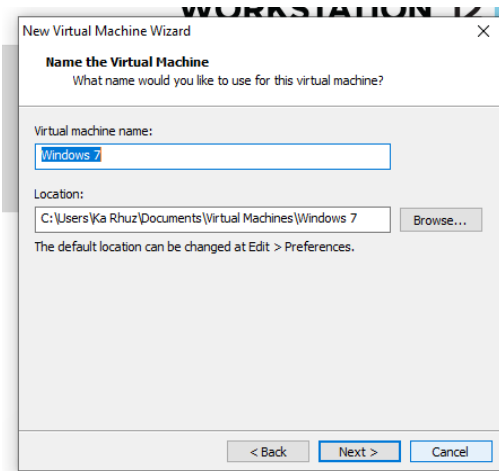 WORKSTATION 12
New Virtual Machine Wizard
Name the Virtual Machine
What name would you like to use for this virtual machine?
Virtual machine name:
Windows 7
Location:
C:\Users\Ka Rhuz\Documents\Virtual Machines\Windows 7
Browse...
The default location can be changed at Edit > Preferences.
< Back Next > Cancel